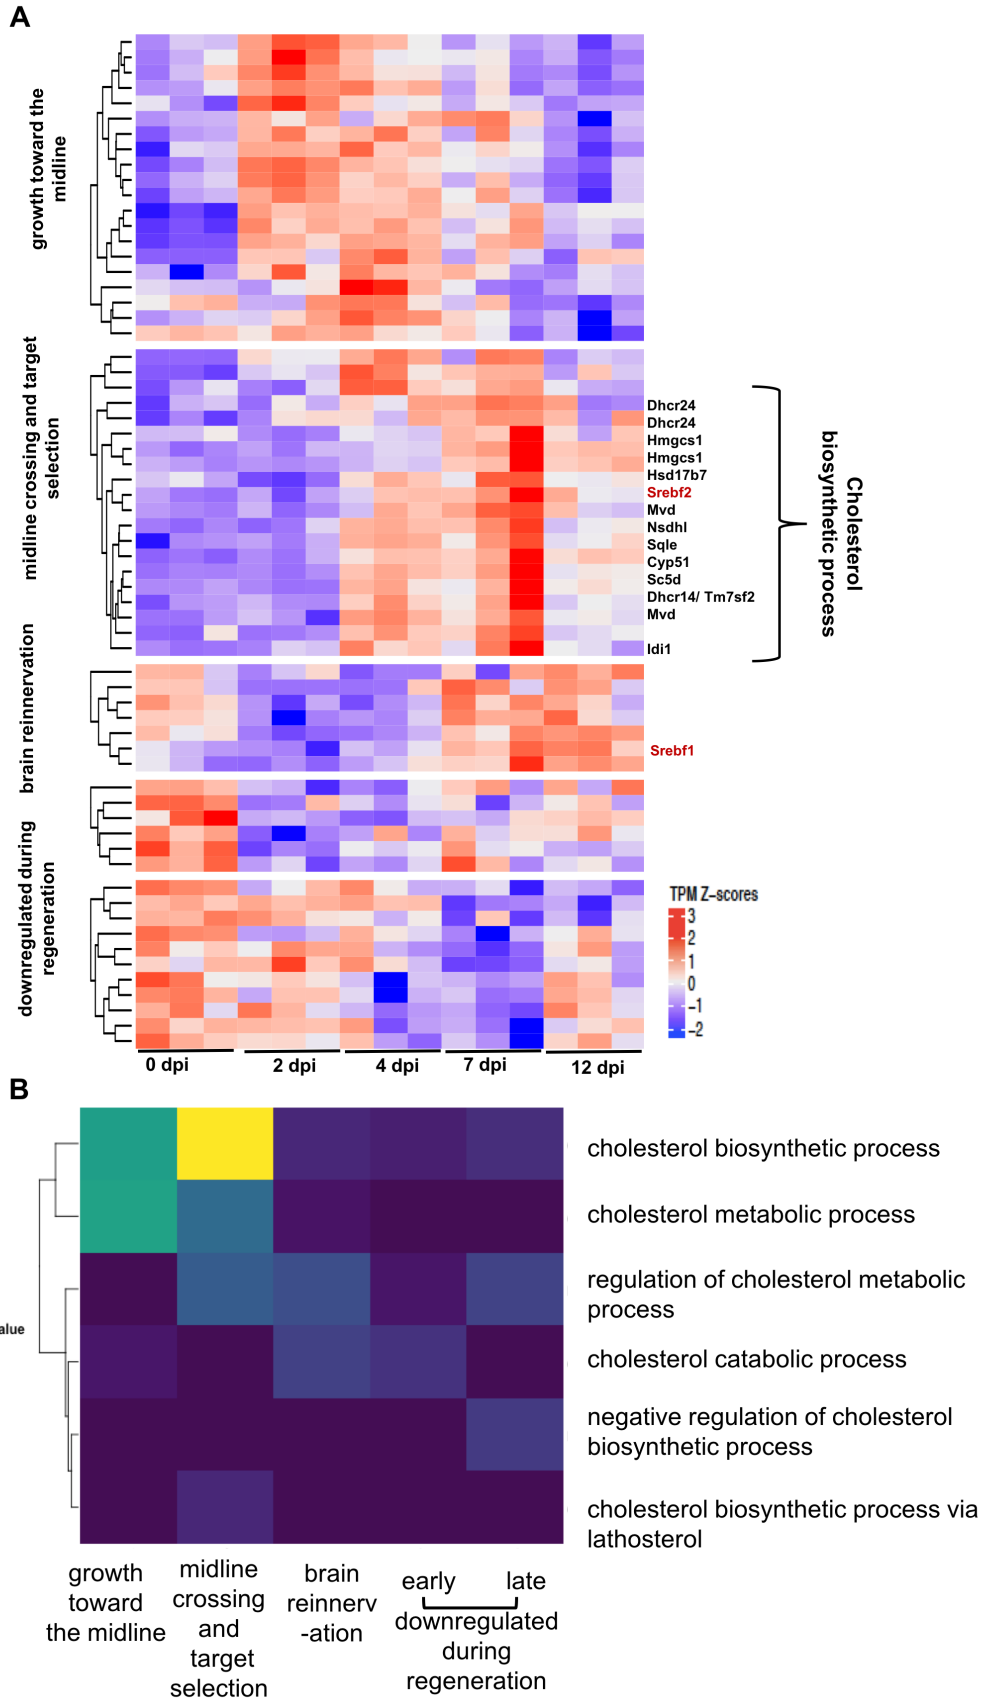 A
growth toward the
midline
midline crossing and target
selection
brain reinnervation
downregulated during
regeneration
Dhcr24
Dhcr24
Hmgcs1
Hmgcs1
Hsd17b7
Srebf2
Mvd
Nsdhl
Sqle
Cyp51
Sc5d
Dhcr14/ Tm7sf2
Mvd
Idi1
Cholesterol
biosynthetic process
Srebf1
TPM Z-scores
3
2
1
0
-1
-2
0 dpi
2 dpi
4 dpi
7 dpi
12 dpi
B
cholesterol biosynthetic process
cholesterol metabolic process
regulation of cholesterol metabolic
process
cholesterol catabolic process
negative regulation of cholesterol
biosynthetic process
cholesterol biosynthetic process via
lathosterol
alue
growth
toward
the midline
midline
crossing
and
target
selection
brain
reinnerv
-ation
early
late
downregulated
during
regeneration